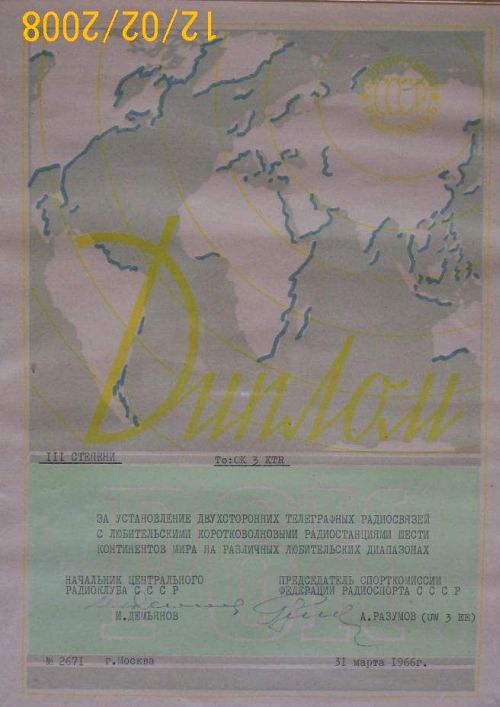 12/02/2008
СССР
Диплом
III СТЕПЕНИ To:OK 3 KTR
ЗА УСТАНОВЛЕНИЕ ДВУХСТОРОННИХ ТЕЛЕГРАФНЫХ РАДИОСВЯЗЕЙ
С ЛЮБИТЕЛЬСКИМИ КОРОТКОВОЛНОВЫМИ РАДИОСТАНЦИЯМИ ШЕСТИ
КОНТИНЕНТОВ МИРА НА РАЗЛИЧНЫХ ЛЮБИТЕЛЬСКИХ ДИАПАЗОНАХ
НАЧАЛЬНИК ЦЕНТРАЛЬНОГО ПРЕДСЕДАТЕЛЬ СПОРТКОМИССИИ
РАДИОКЛУБА С С С Р ФЕДЕРАЦИИ РАДИОСПОРТА С С С Р
И.ДЕМЬЯНОВ А.РАЗУМОВ (UW 3 EE)
№ 2671 г.Москва 31 марта 1966г.